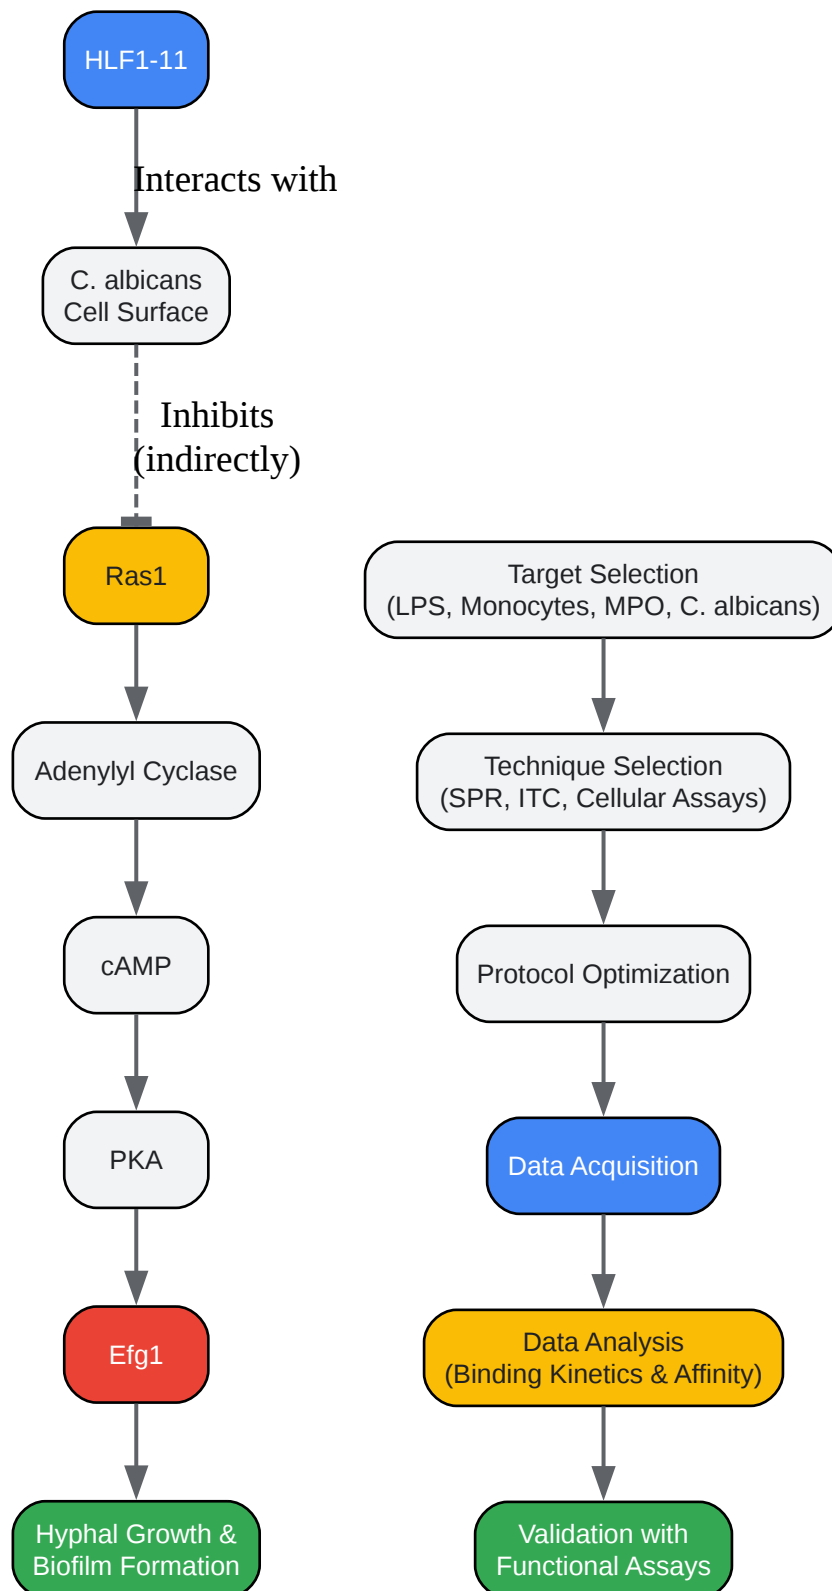 HLF1-11
Interacts with
C. albicans
Cell Surface
Inhibits
(indirectly)
Ras1
Adenylyl Cyclase
cAMP
PKA
Efg1
Hyphal Growth &
Biofilm Formation
Target Selection
(LPS, Monocytes, MPO, C. albicans)
Technique Selection
(SPR, ITC, Cellular Assays)
Protocol Optimization
Data Acquisition
Data Analysis
(Binding Kinetics & Affinity)
Validation with
Functional Assays